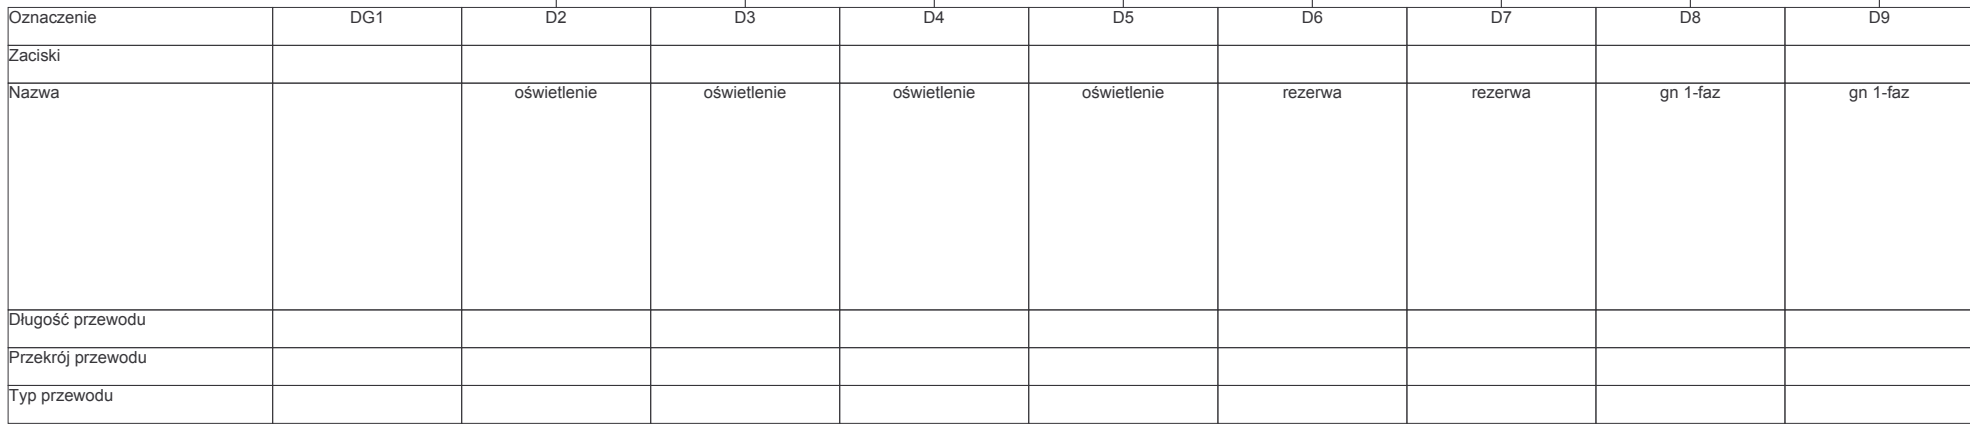 Oznaczenie DG1 D2 D3 D4 D5 D6 D7 D8 D9
Zaciski
Nazwa oświetlenie oświetlenie oświetlenie oświetlenie rezerwa rezerwa gn 1-faz gn 1-faz
Długość przewodu
Przekrój przewodu
Typ przewodu